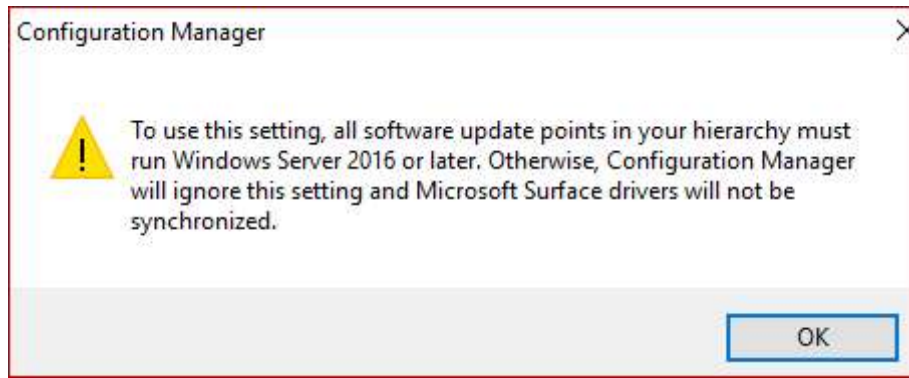 Configuration Manager
To use this setting, all software update points in your hierarchy must
run Windows Server 2016 or later. Otherwise, Configuration Manager
will ignore this setting and Microsoft Surface drivers will not be
synchronized.
OK